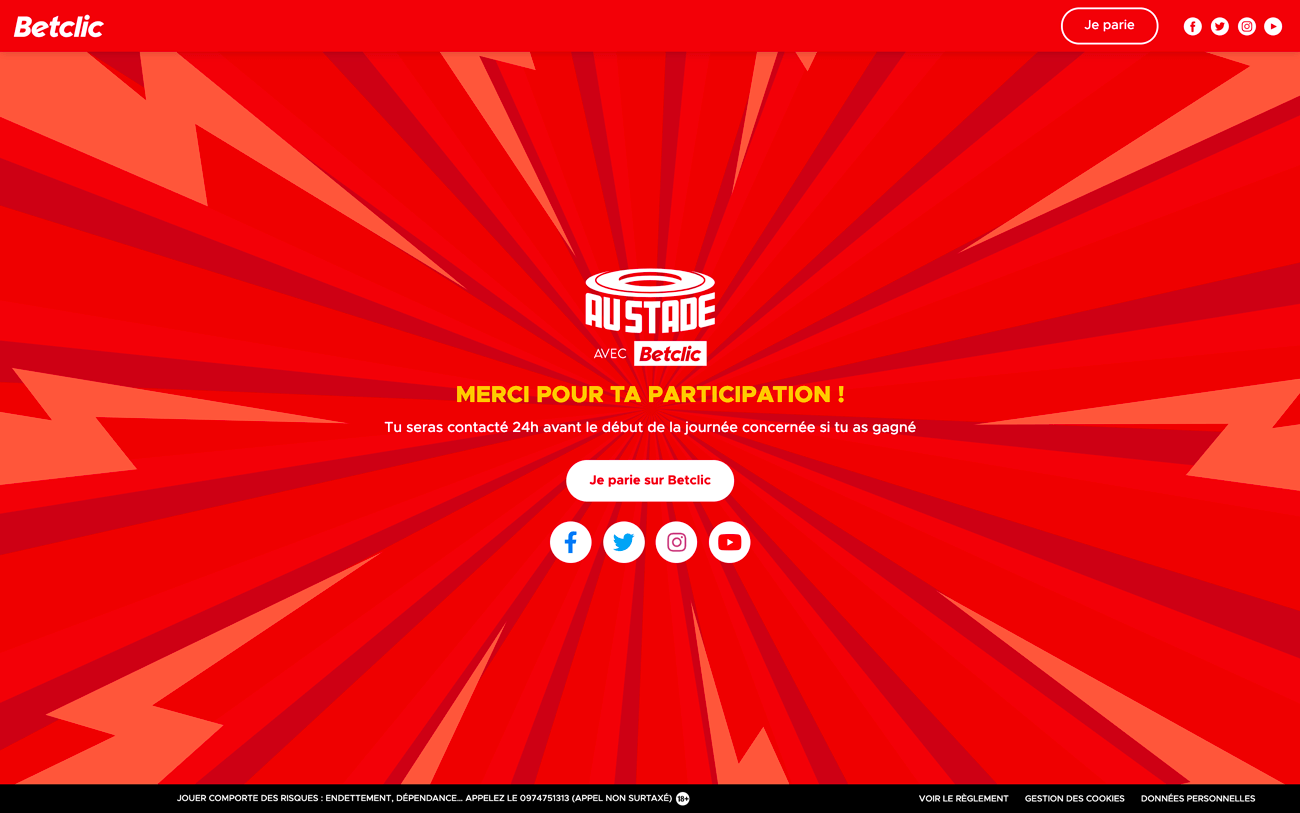 Betclic
Je parie
AU STADE
AVEC Betclic
MERCI POUR TA PARTICIPATION !
Tu seras contacté 24h avant le début de la journée concernée si tu as gagné
Je parie sur Betclic
JOUER COMPORTE DES RISQUES : ENDETTEMENT, DÉPENDANCE... APPELEZ LE 0974751313 (APPEL NON SURTAXÉ) 18+
VOIR LE RÈGLEMENT
GESTION DES COOKIES
DONNÉES PERSONNELLES